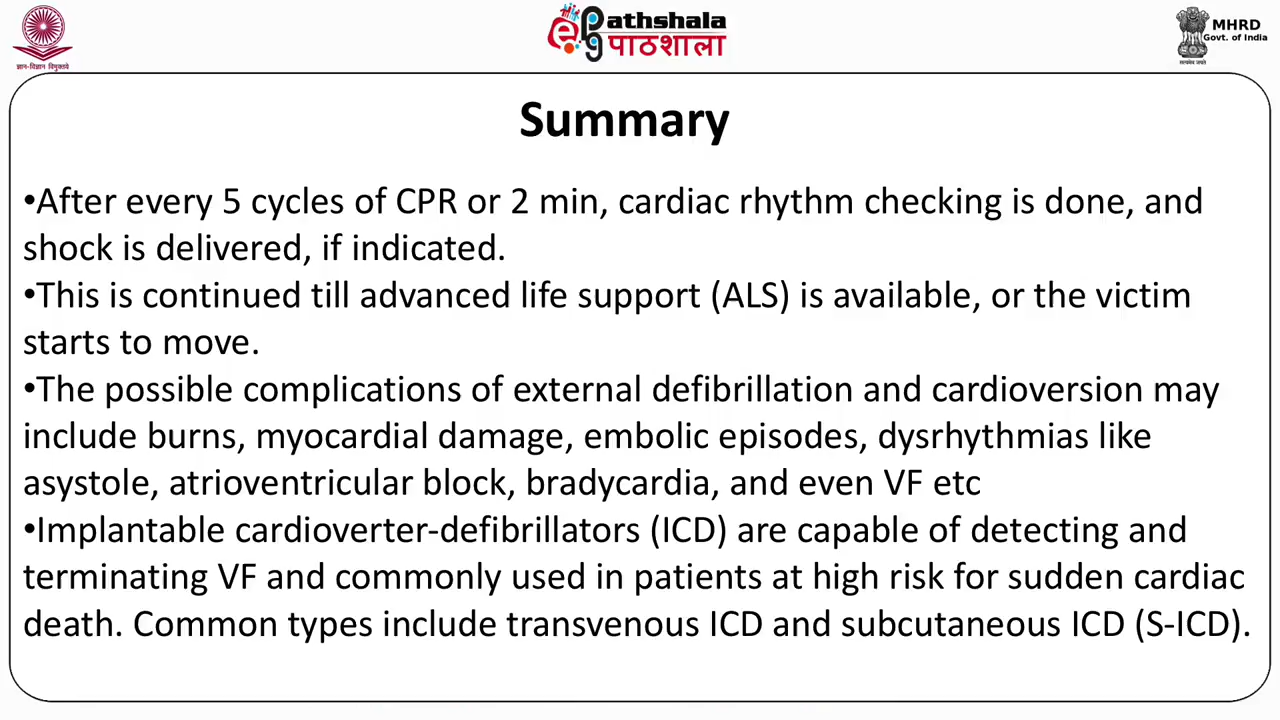 ज्ञान-विज्ञान विमुक्तये
ePathshala
पाठशाला
MHRD
Govt. of India
सत्यमेव जयते
Summary
•After every 5 cycles of CPR or 2 min, cardiac rhythm checking is done, and
shock is delivered, if indicated.
•This is continued till advanced life support (ALS) is available, or the victim
starts to move.
•The possible complications of external defibrillation and cardioversion may
include burns, myocardial damage, embolic episodes, dysrhythmias like
asystole, atrioventricular block, bradycardia, and even VF etc
•Implantable cardioverter-defibrillators (ICD) are capable of detecting and
terminating VF and commonly used in patients at high risk for sudden cardiac
death. Common types include transvenous ICD and subcutaneous ICD (S-ICD).